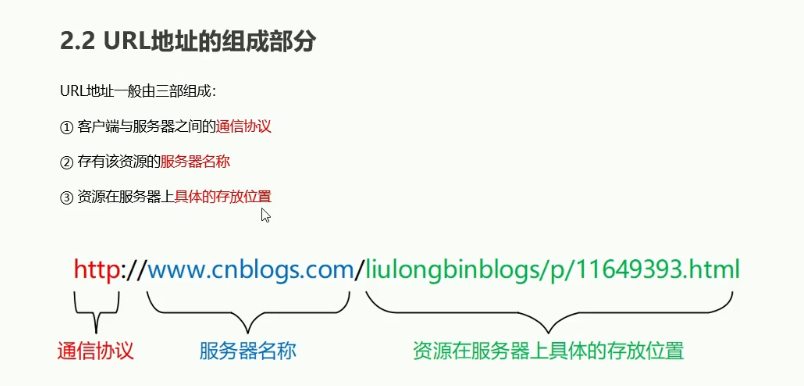 2.2 URL地址的组成部分
URL地址一般由三部组成：
① 客户端与服务器之间的通信协议
② 存有该资源的服务器名称
③ 资源在服务器上具体的存放位置
http://www.cnblogs.com/liulongbinblogs/p/11649393.html
通信协议 服务器名称 资源在服务器上具体的存放位置